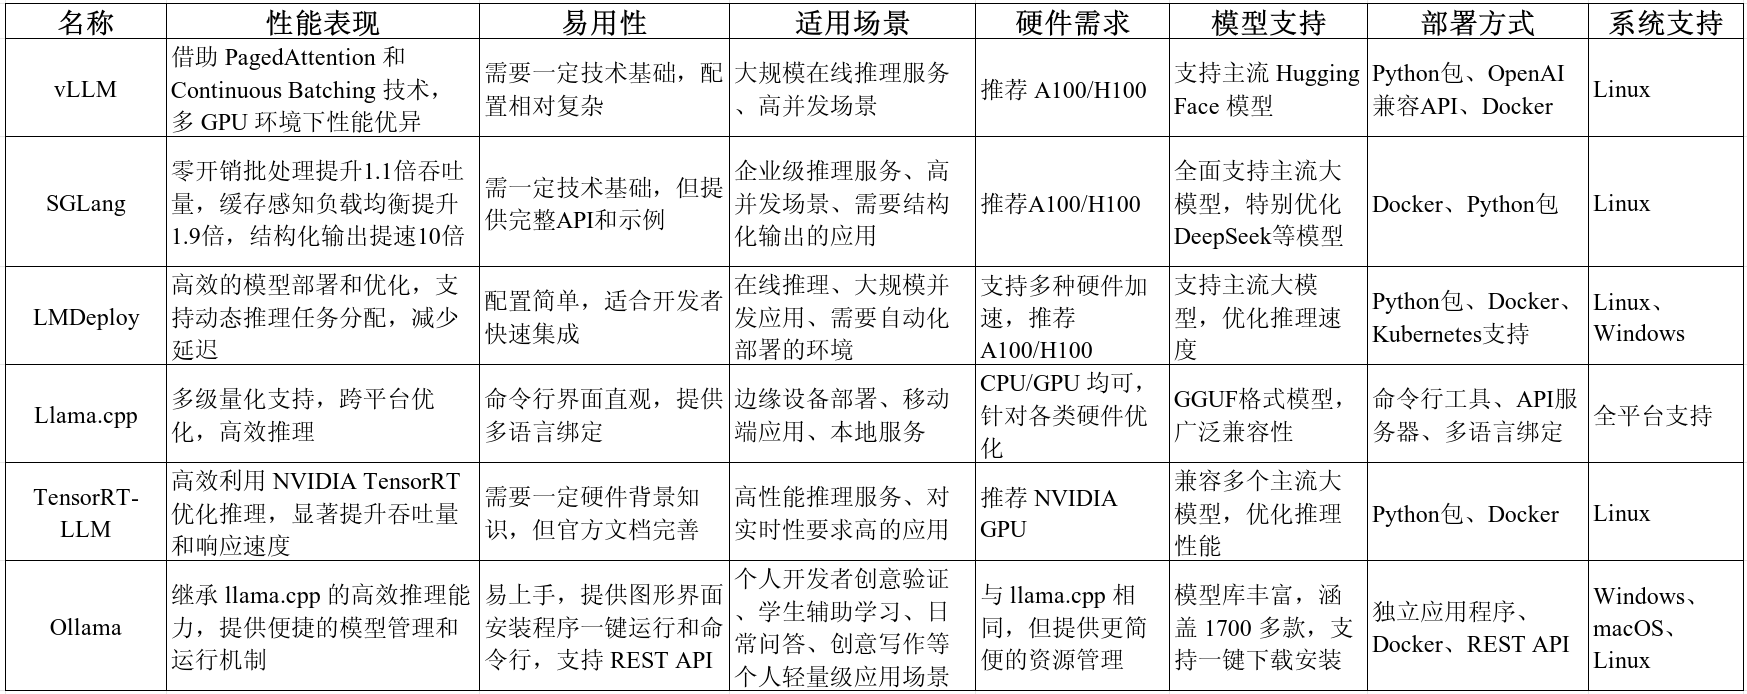 名称
性能表现
易用性
适用场景
硬件需求
模型支持
部署方式
系统支持
vLLM
借助 PagedAttention 和
Continuous Batching 技术，
多 GPU 环境下性能优异
需要一定技术基础，配
置相对复杂
大规模在线推理服务
、高并发场景
推荐 A100/H100
支持主流 Hugging
Face 模型
Python包、OpenAI
兼容API、Docker
Linux
SGLang
零开销批处理提升1.1倍吞吐
量，缓存感知负载均衡提升
1.9倍，结构化输出提速10倍
需一定技术基础，但提
供完整API和示例
企业级推理服务、高
并发场景、需要结构
化输出的应用
推荐A100/H100
全面支持主流大
模型，特别优化
DeepSeek等模型
Docker、Python包
Linux
LMDeploy
高效的模型部署和优化，支
持动态推理任务分配，减少
延迟
配置简单，适合开发者
快速集成
在线推理、大规模并
发应用、需要自动化
部署的环境
支持多种硬件加
速，推荐
A100/H100
支持主流大模
型，优化推理速
度
Python包、Docker、
Kubernetes支持
Linux、
Windows
Llama.cpp
多级量化支持，跨平台优
化，高效推理
命令行界面直观，提供
多语言绑定
边缘设备部署、移动
端应用、本地服务
CPU/GPU 均可，
针对各类硬件优
化
GGUF格式模型，
广泛兼容性
命令行工具、API服
务器、多语言绑定
全平台支持
TensorRT-
LLM
高效利用 NVIDIA TensorRT
优化推理，显著提升吞吐量
和响应速度
需要一定硬件背景知
识，但官方文档完善
高性能推理服务、对
实时性要求高的应用
推荐 NVIDIA
GPU
兼容多个主流大
模型，优化推理
性能
Python包、Docker
Linux
Ollama
继承 llama.cpp 的高效推理能
力，提供便捷的模型管理和
运行机制
易上手，提供图形界面
安装程序一键运行和命
令行，支持 REST API
个人开发者创意验证
、学生辅助学习、日
常问答、创意写作等
个人轻量级应用场景
与 llama.cpp 相
同，但提供更简
便的资源管理
模型库丰富，涵
盖 1700 多款，支
持一键下载安装
独立应用程序、
Docker、REST API
Windows、
macOS、
Linux